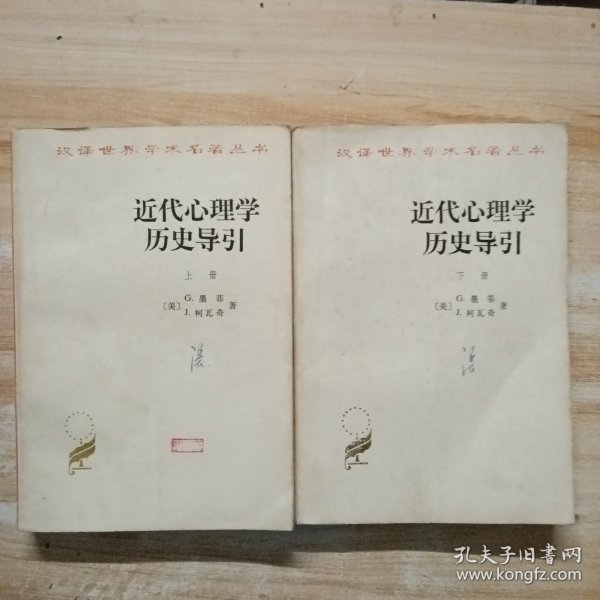 汉译世界学术名著丛书
近代心理学
历史导引
上 册
〔美〕
G. 墨 菲
J. 柯瓦奇
著
汉译世界学术名著丛书
近代心理学
历史导引
下 册
〔美〕
G. 墨 菲
J. 柯瓦奇
著
孔夫子旧书网
www.kongfz.com